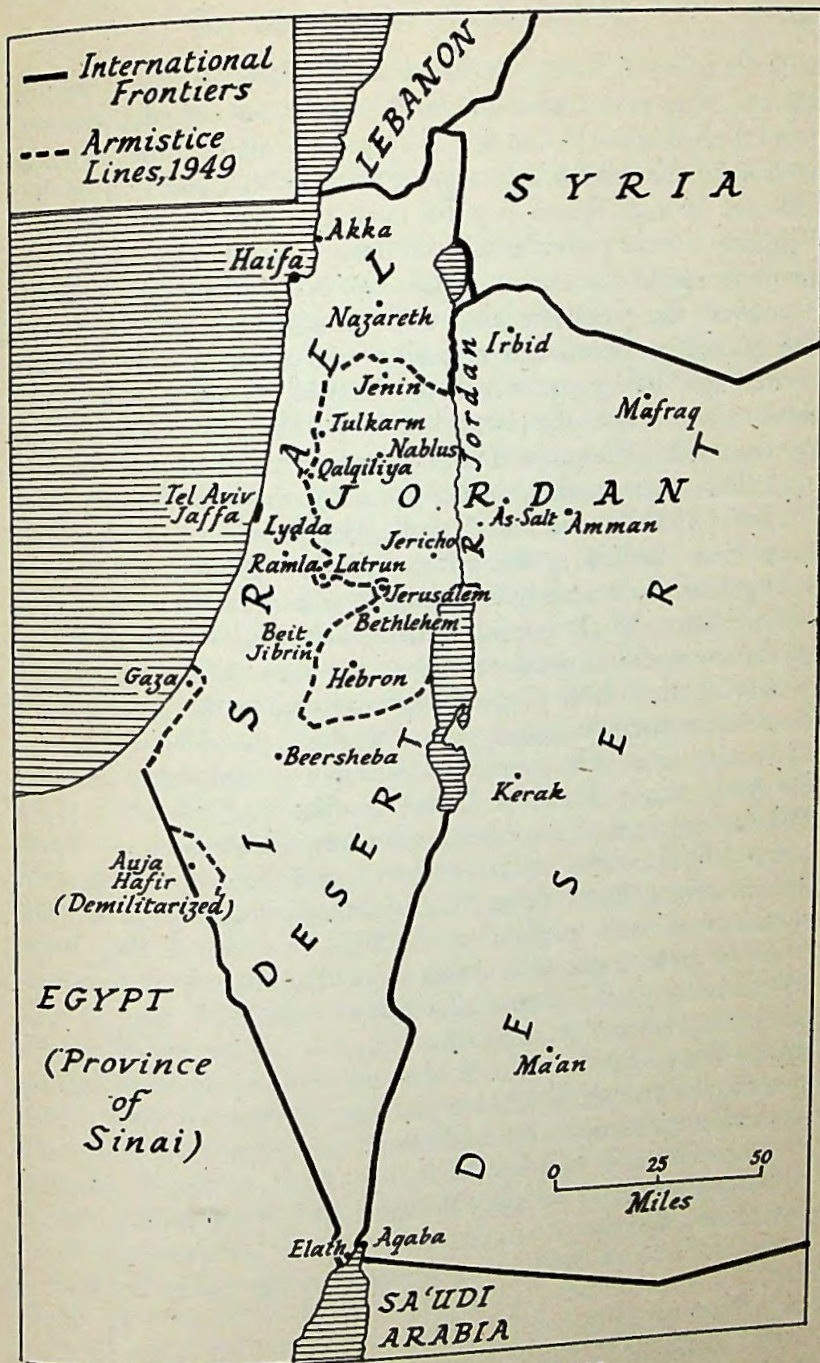 International
Frontiers
Armistice
Lines, 1949
LEBANON
SYRIA
Akka
Haifa
ISRAEL
Nazareth
Irbid
Jenin
Mafraq
Tulkarm
Nablus
Jordan R.
Qalqiliya
JORDAN
Tel Aviv
Jaffa
As-Salt
Amman
Lydda
Jericho
Ramla
Latrun
Jerusalem
Bethlehem
Beit
Jibrin
Hebron
Gaza
Beersheba
DESERT
Kerak
DESERT
Auja
Hafir
(Demilitarized)
EGYPT
(Province
of
Sinai)
Ma'an
0 25 50
Miles
Elath
Aqaba
SA'UDI
ARABIA